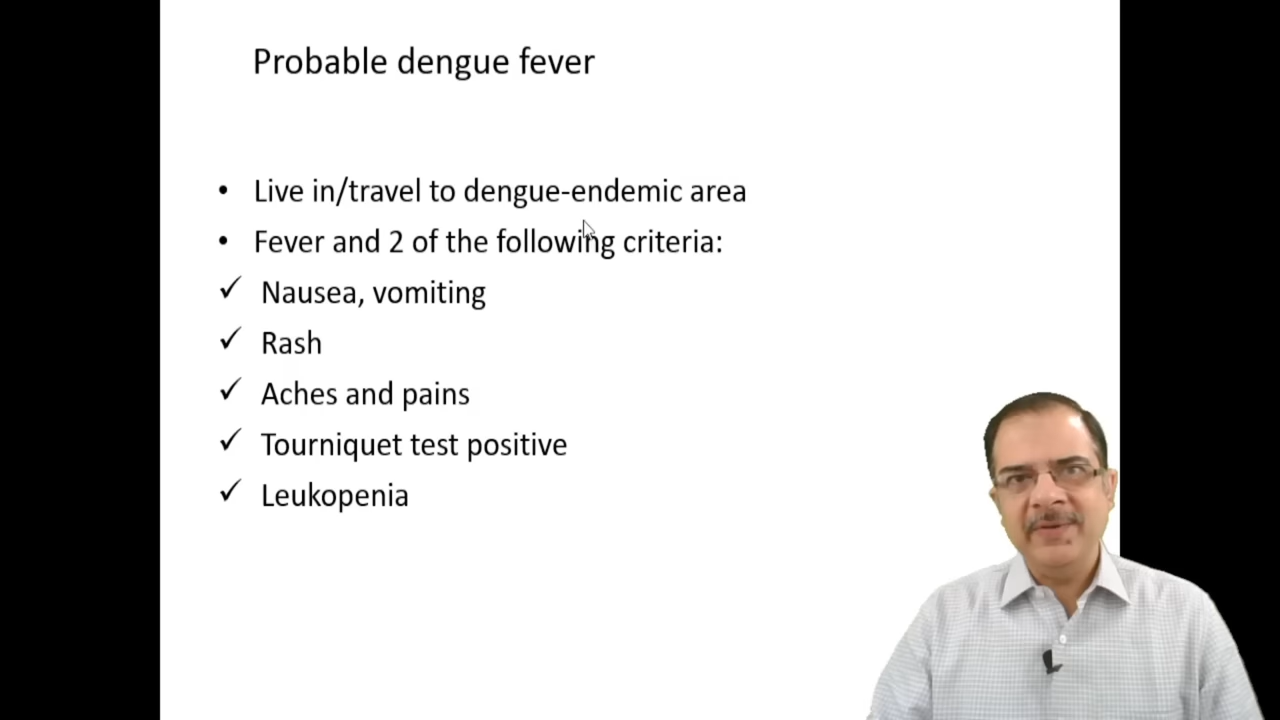 Probable dengue fever
• Live in/travel to dengue-endemic area
• Fever and 2 of the following criteria:
✓ Nausea, vomiting
✓ Rash
✓ Aches and pains
✓ Tourniquet test positive
✓ Leukopenia